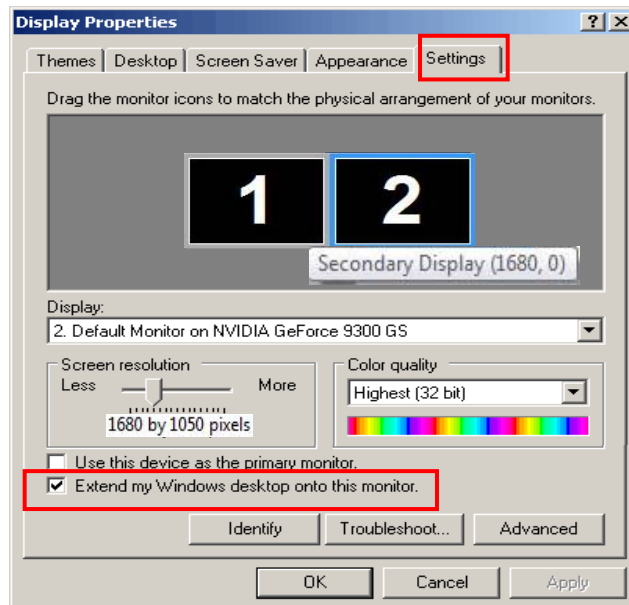 Display Properties
Themes Desktop Screen Saver Appearance Settings
Drag the monitor icons to match the physical arrangement of your monitors.
1 2
Secondary Display (1680, 0)
Display:
2. Default Monitor on NVIDIA GeForce 9300 GS
Screen resolution
Less More
1680 by 1050 pixels
Color quality
Highest (32 bit)
Use this device as the primary monitor.
Extend my Windows desktop onto this monitor.
Identify Troubleshoot... Advanced
OK Cancel Apply